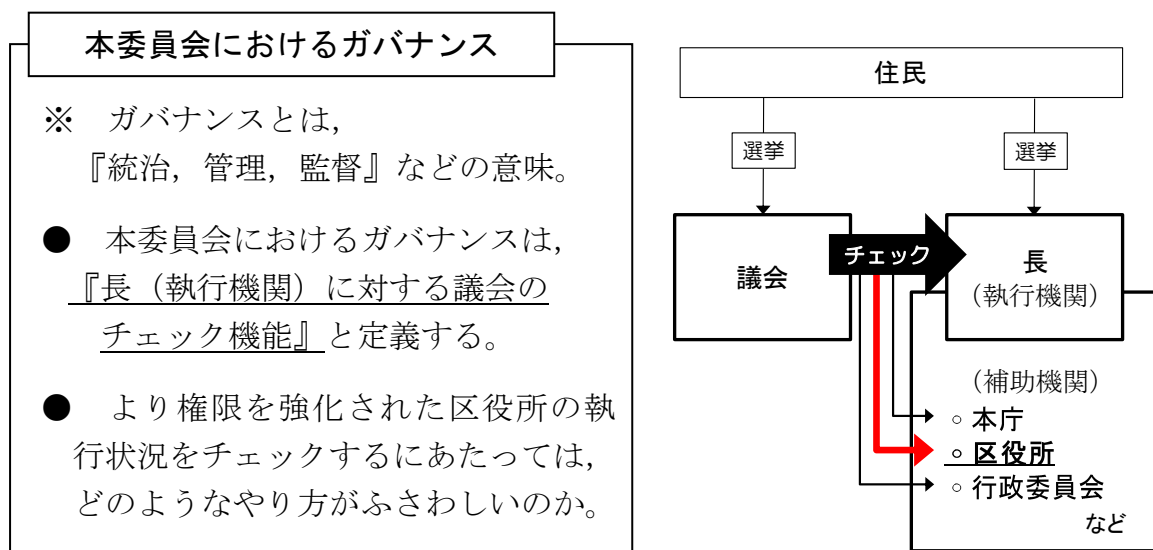 本委員会におけるガバナンス
※　ガバナンスとは，
『統治，管理，監督』などの意味。
●　本委員会におけるガバナンスは，
『長（執行機関）に対する議会の
チェック機能』と定義する。
●　より権限を強化された区役所の執
行状況をチェックするにあたっては，
どのようなやり方がふさわしいのか。
住民
選挙
選挙
議会
チェック
長
（執行機関）
（補助機関）
○ 本庁
○ 区役所
○ 行政委員会
など